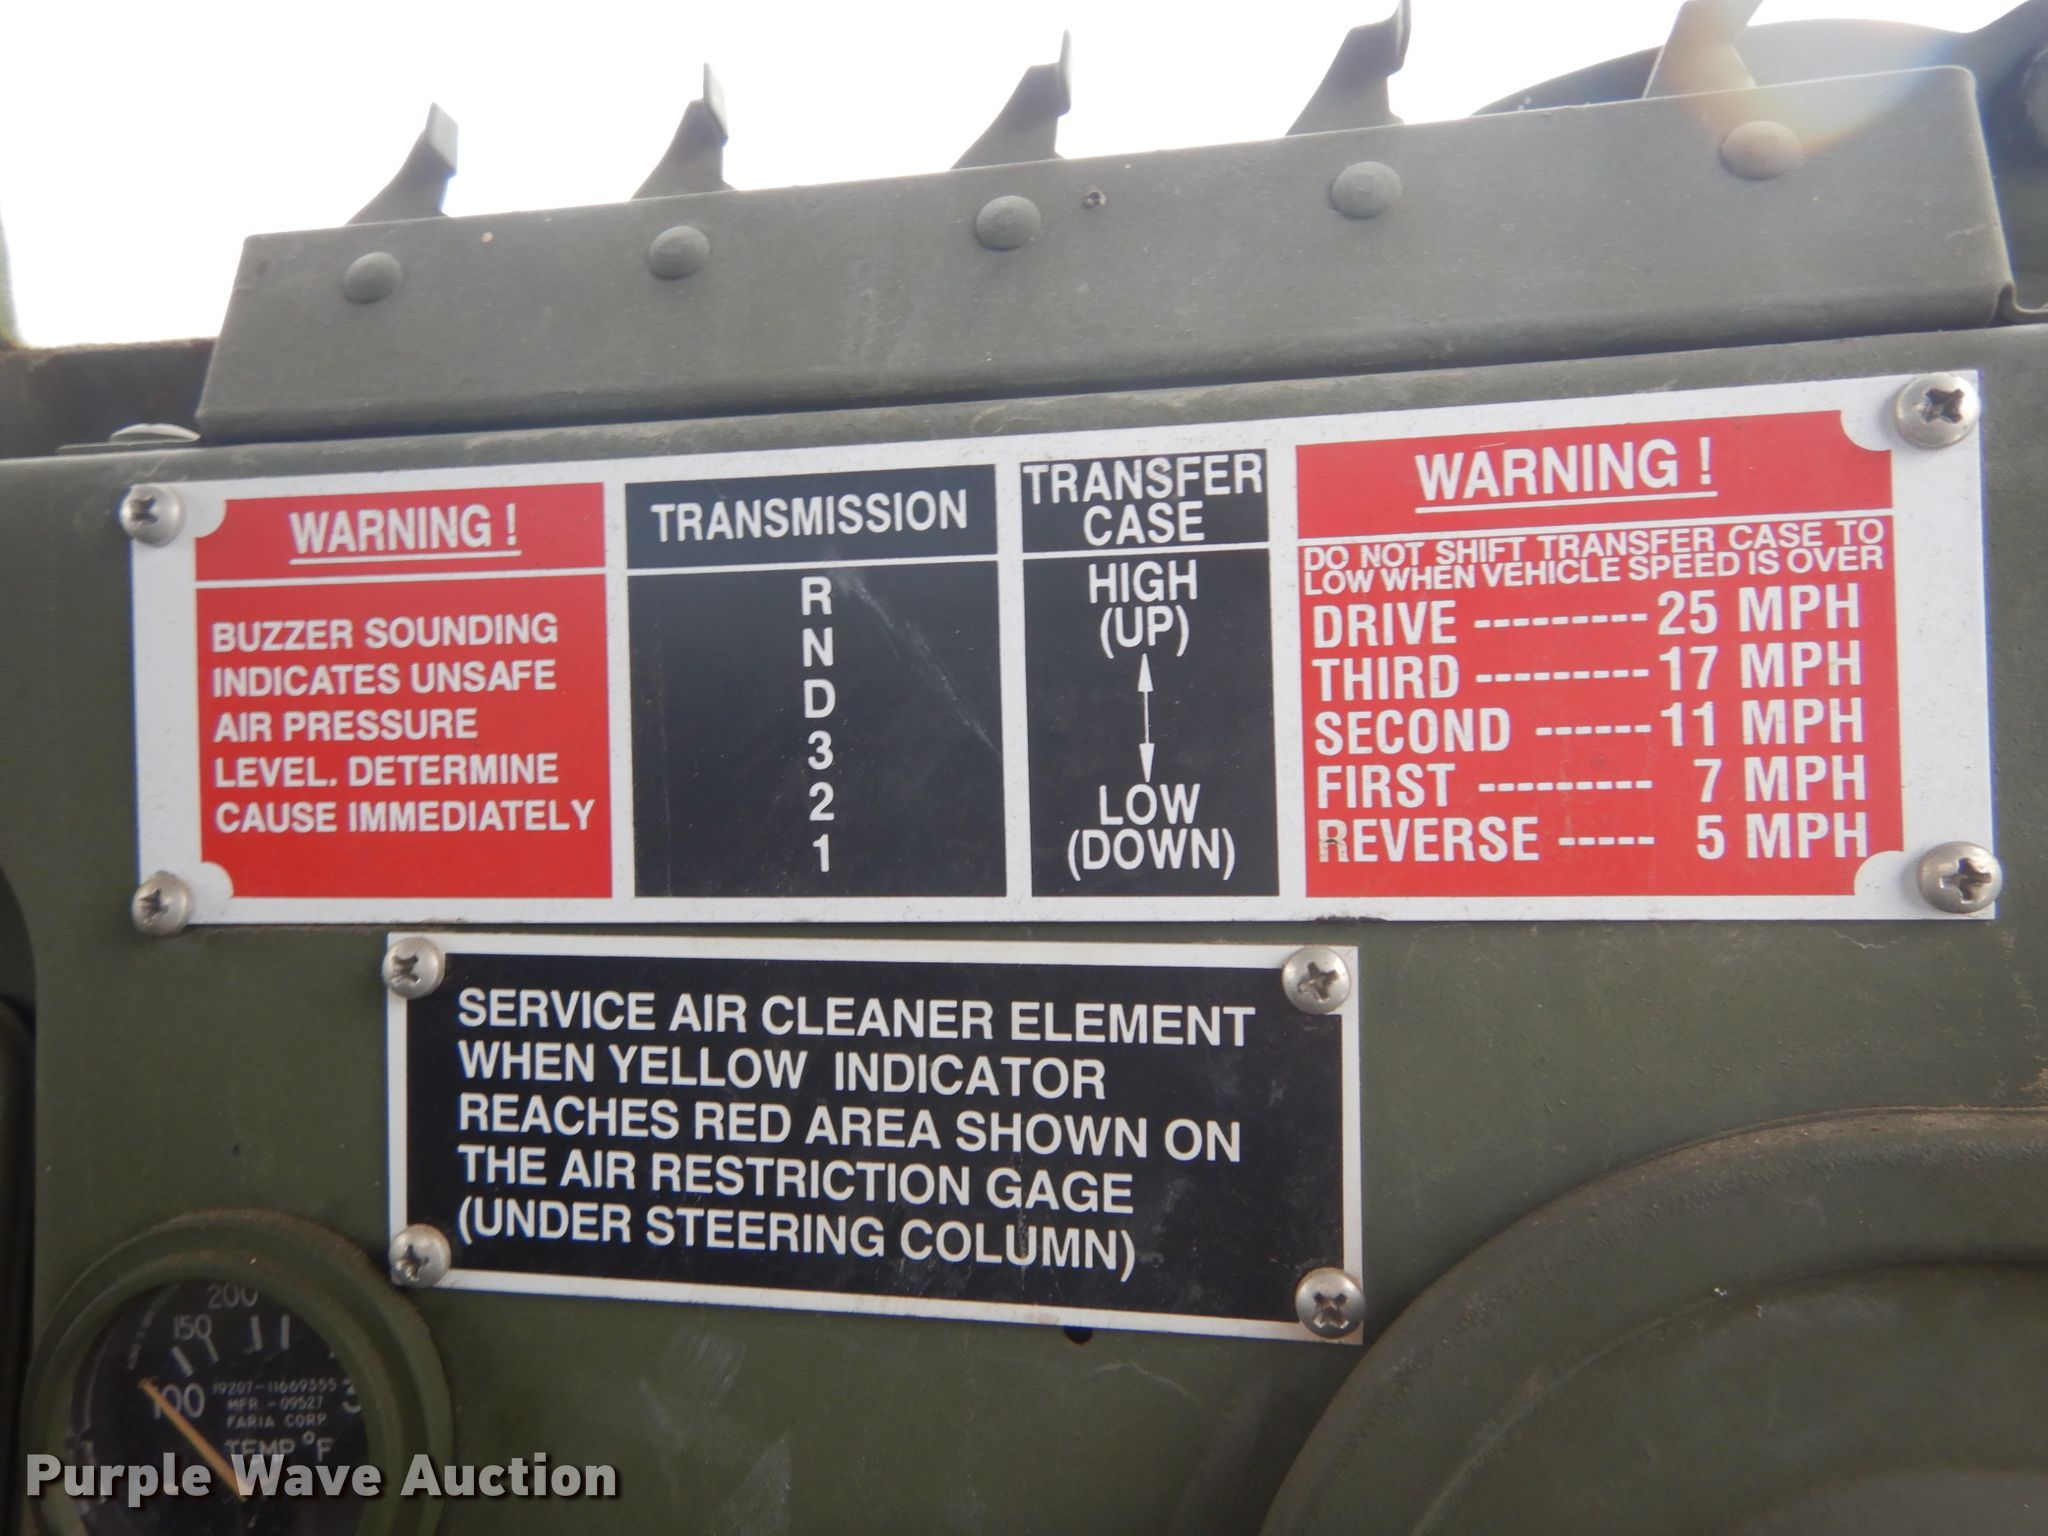 WARNING !
BUZZER SOUNDING
INDICATES UNSAFE
AIR PRESSURE
LEVEL. DETERMINE
CAUSE IMMEDIATELY
TRANSMISSION
R
N
D
3
2
1
TRANSFER
CASE
HIGH
(UP)
LOW
(DOWN)
WARNING !
DO NOT SHIFT TRANSFER CASE TO
LOW WHEN VEHICLE SPEED IS OVER
DRIVE --------- 25 MPH
THIRD --------- 17 MPH
SECOND ------ 11 MPH
FIRST --------- 7 MPH
REVERSE ----- 5 MPH
SERVICE AIR CLEANER ELEMENT
WHEN YELLOW INDICATOR
REACHES RED AREA SHOWN ON
THE AIR RESTRICTION GAGE
(UNDER STEERING COLUMN)
200
150
100
19207-11669355
MFR.-09527
FARIA CORP.
TEMP °F
Purple Wave Auction